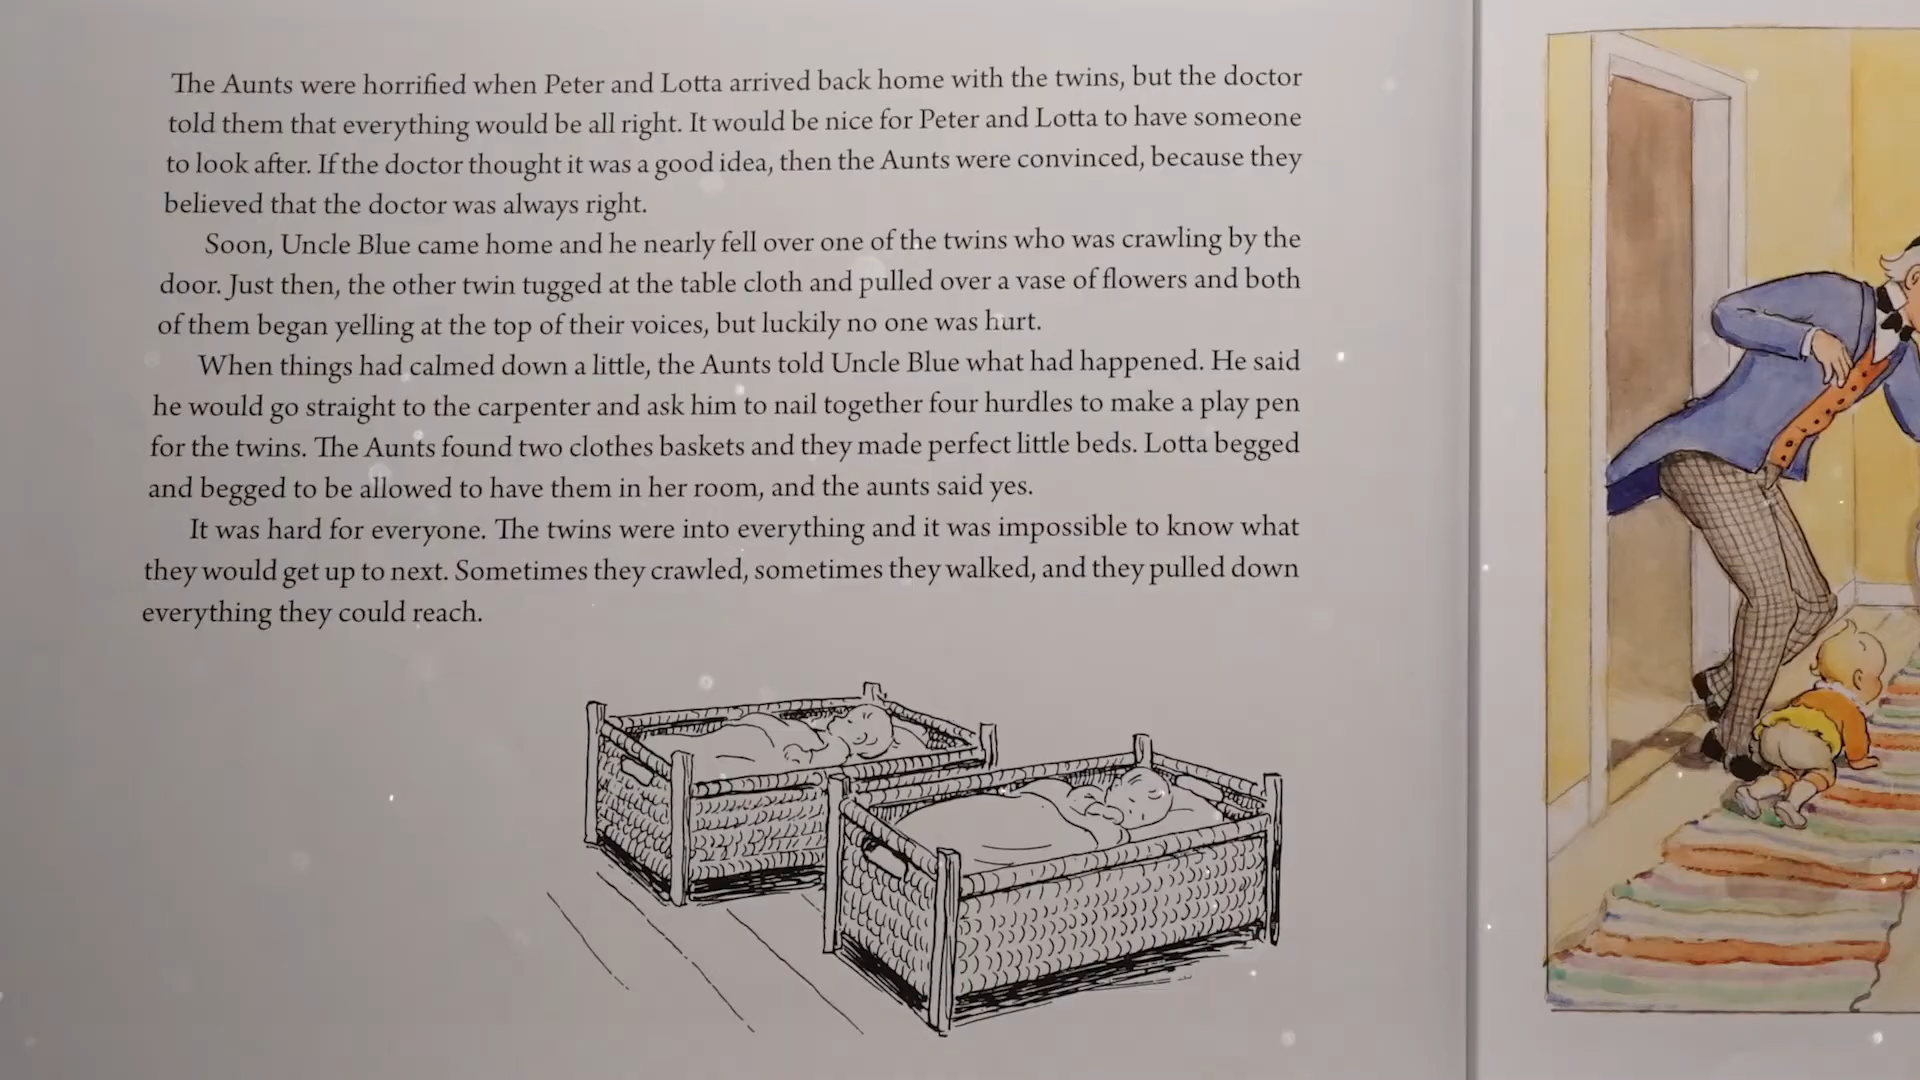 The Aunts were horrified when Peter and Lotta arrived back home with the twins, but the doctor
told them that everything would be all right. It would be nice for Peter and Lotta to have someone
to look after. If the doctor thought it was a good idea, then the Aunts were convinced, because they
believed that the doctor was always right.
Soon, Uncle Blue came home and he nearly fell over one of the twins who was crawling by the
door. Just then, the other twin tugged at the table cloth and pulled over a vase of flowers and both
of them began yelling at the top of their voices, but luckily no one was hurt.
When things had calmed down a little, the Aunts told Uncle Blue what had happened. He said
he would go straight to the carpenter and ask him to nail together four hurdles to make a play pen
for the twins. The Aunts found two clothes baskets and they made perfect little beds. Lotta begged
and begged to be allowed to have them in her room, and the aunts said yes.
It was hard for everyone. The twins were into everything and it was impossible to know what
they would get up to next. Sometimes they crawled, sometimes they walked, and they pulled down
everything they could reach.